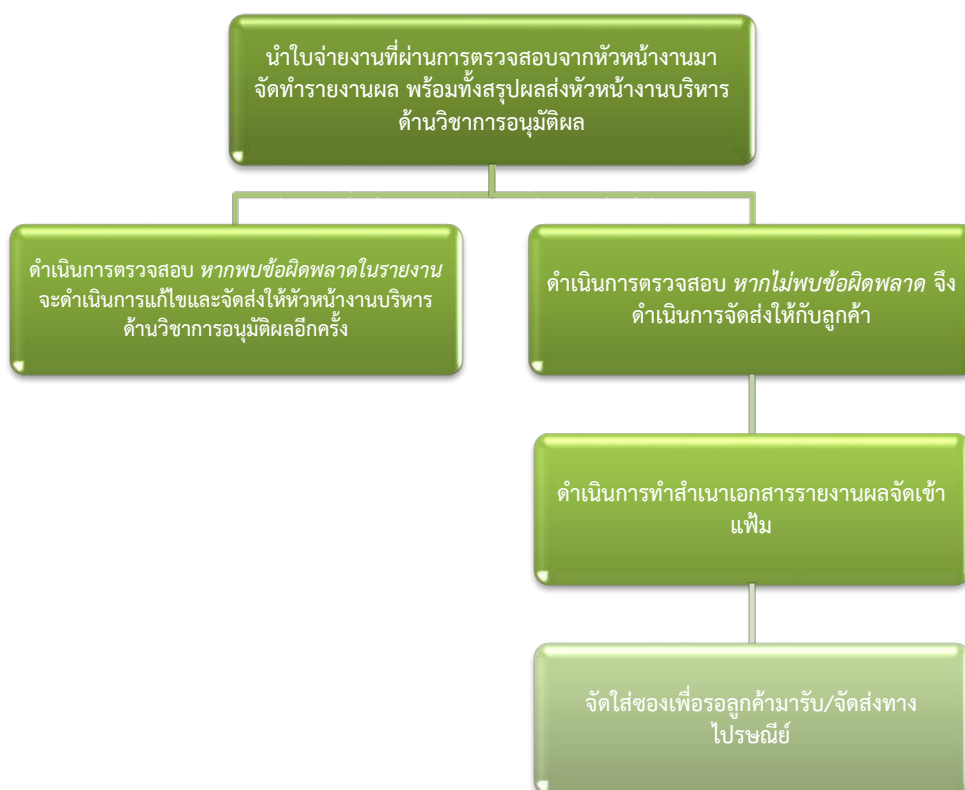 นำใบจ่ายงานที่ผ่านการตรวจสอบจากหัวหน้างานมา
จัดทำรายงานผล พร้อมทั้งสรุปผลส่งหัวหน้างานบริหาร
ด้านวิชาการอนุมัติผล
ดำเนินการตรวจสอบ หากพบข้อผิดพลาดในรายงาน
จะดำเนินการแก้ไขและจัดส่งให้หัวหน้างานบริหาร
ด้านวิชาการอนุมัติผลอีกครั้ง
ดำเนินการตรวจสอบ หากไม่พบข้อผิดพลาด จึง
ดำเนินการจัดส่งให้กับลูกค้า
ดำเนินการทำสำเนาเอกสารรายงานผลจัดเข้า
แฟ้ม
จัดใส่ซองเพื่อรอลูกค้ามารับ/จัดส่งทาง
ไปรษณีย์